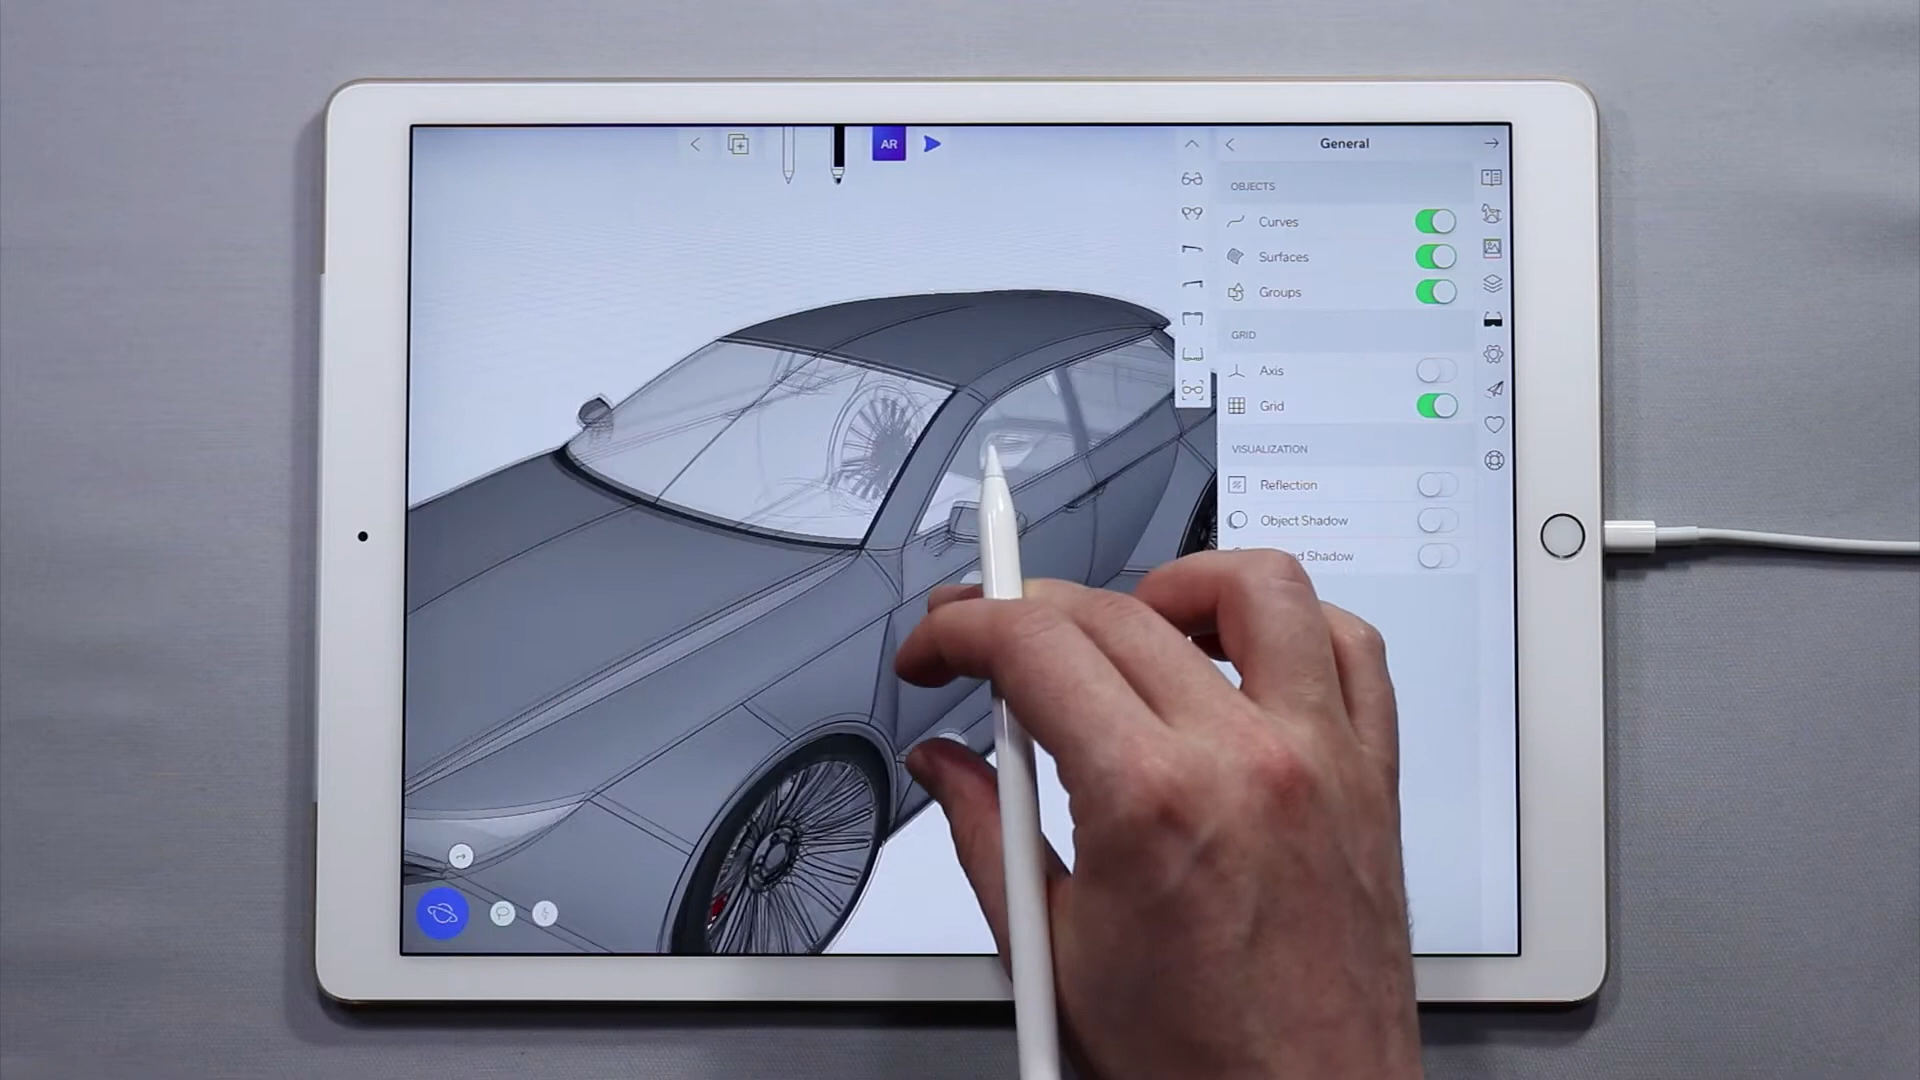 AR
General
OBJECTS
Curves
Surfaces
Groups
GRID
Axis
Grid
VISUALIZATION
Reflection
Object Shadow
Shadow